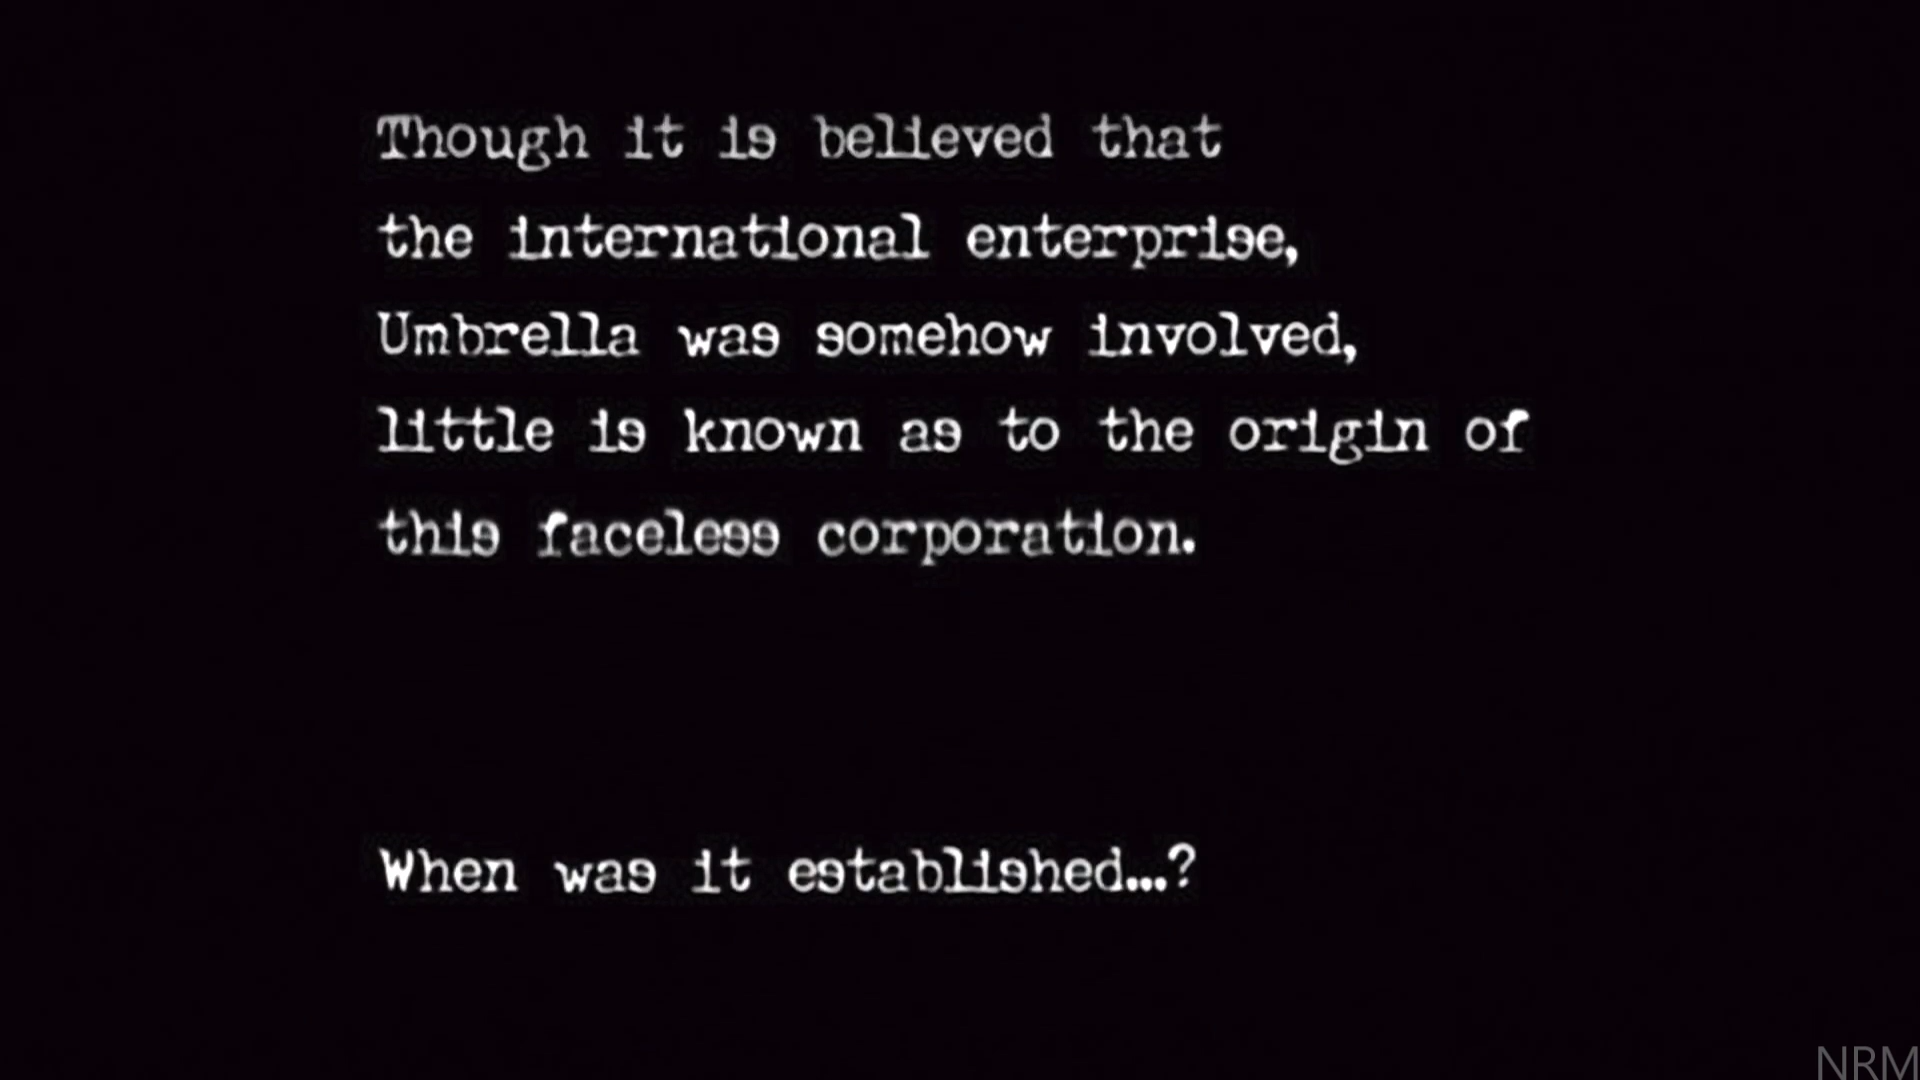 Though it is believed that
the international enterprise,
Umbrella was somehow involved,
little is known as to the origin of
this faceless corporation.
When was it established...?
NRM